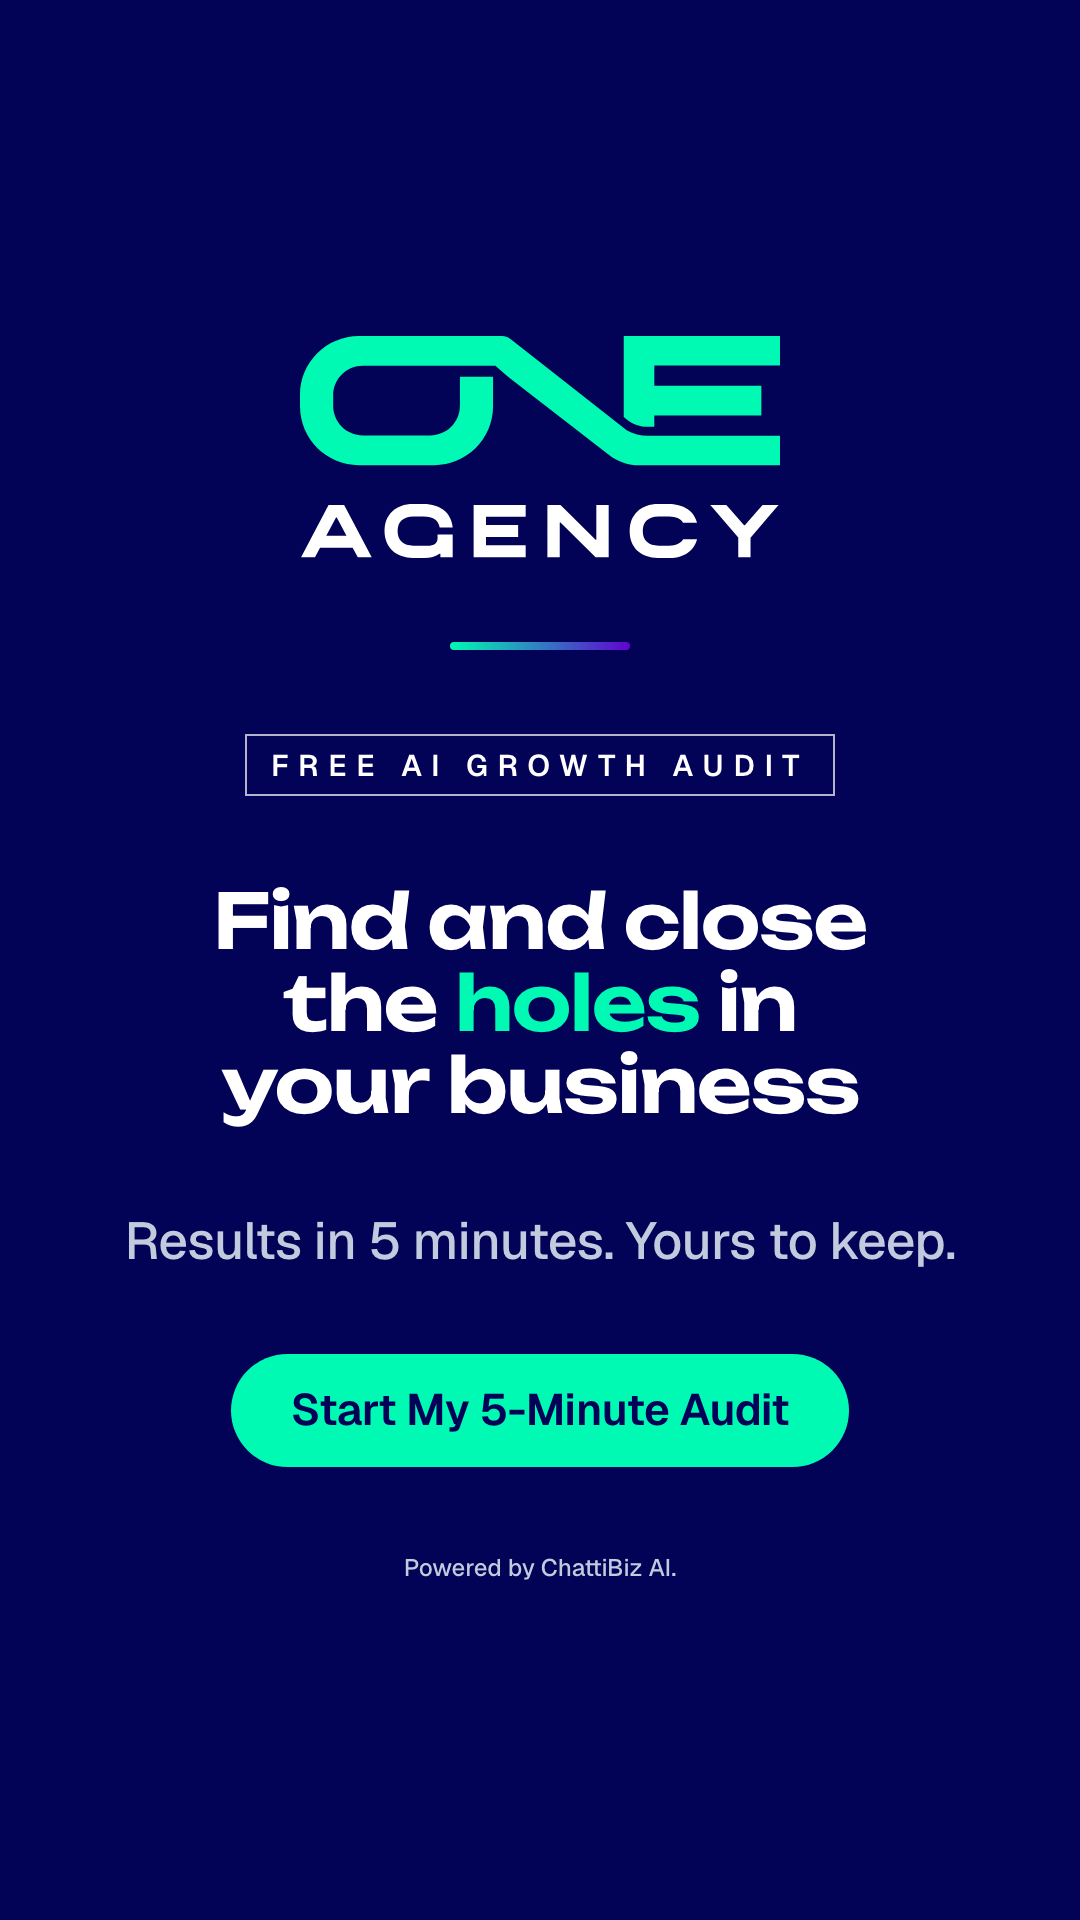 ONE
AGENCY
FREE AI GROWTH AUDIT
Find and close
the holes in
your business
Results in 5 minutes. Yours to keep.
Start My 5-Minute Audit
Powered by ChattiBiz AI.